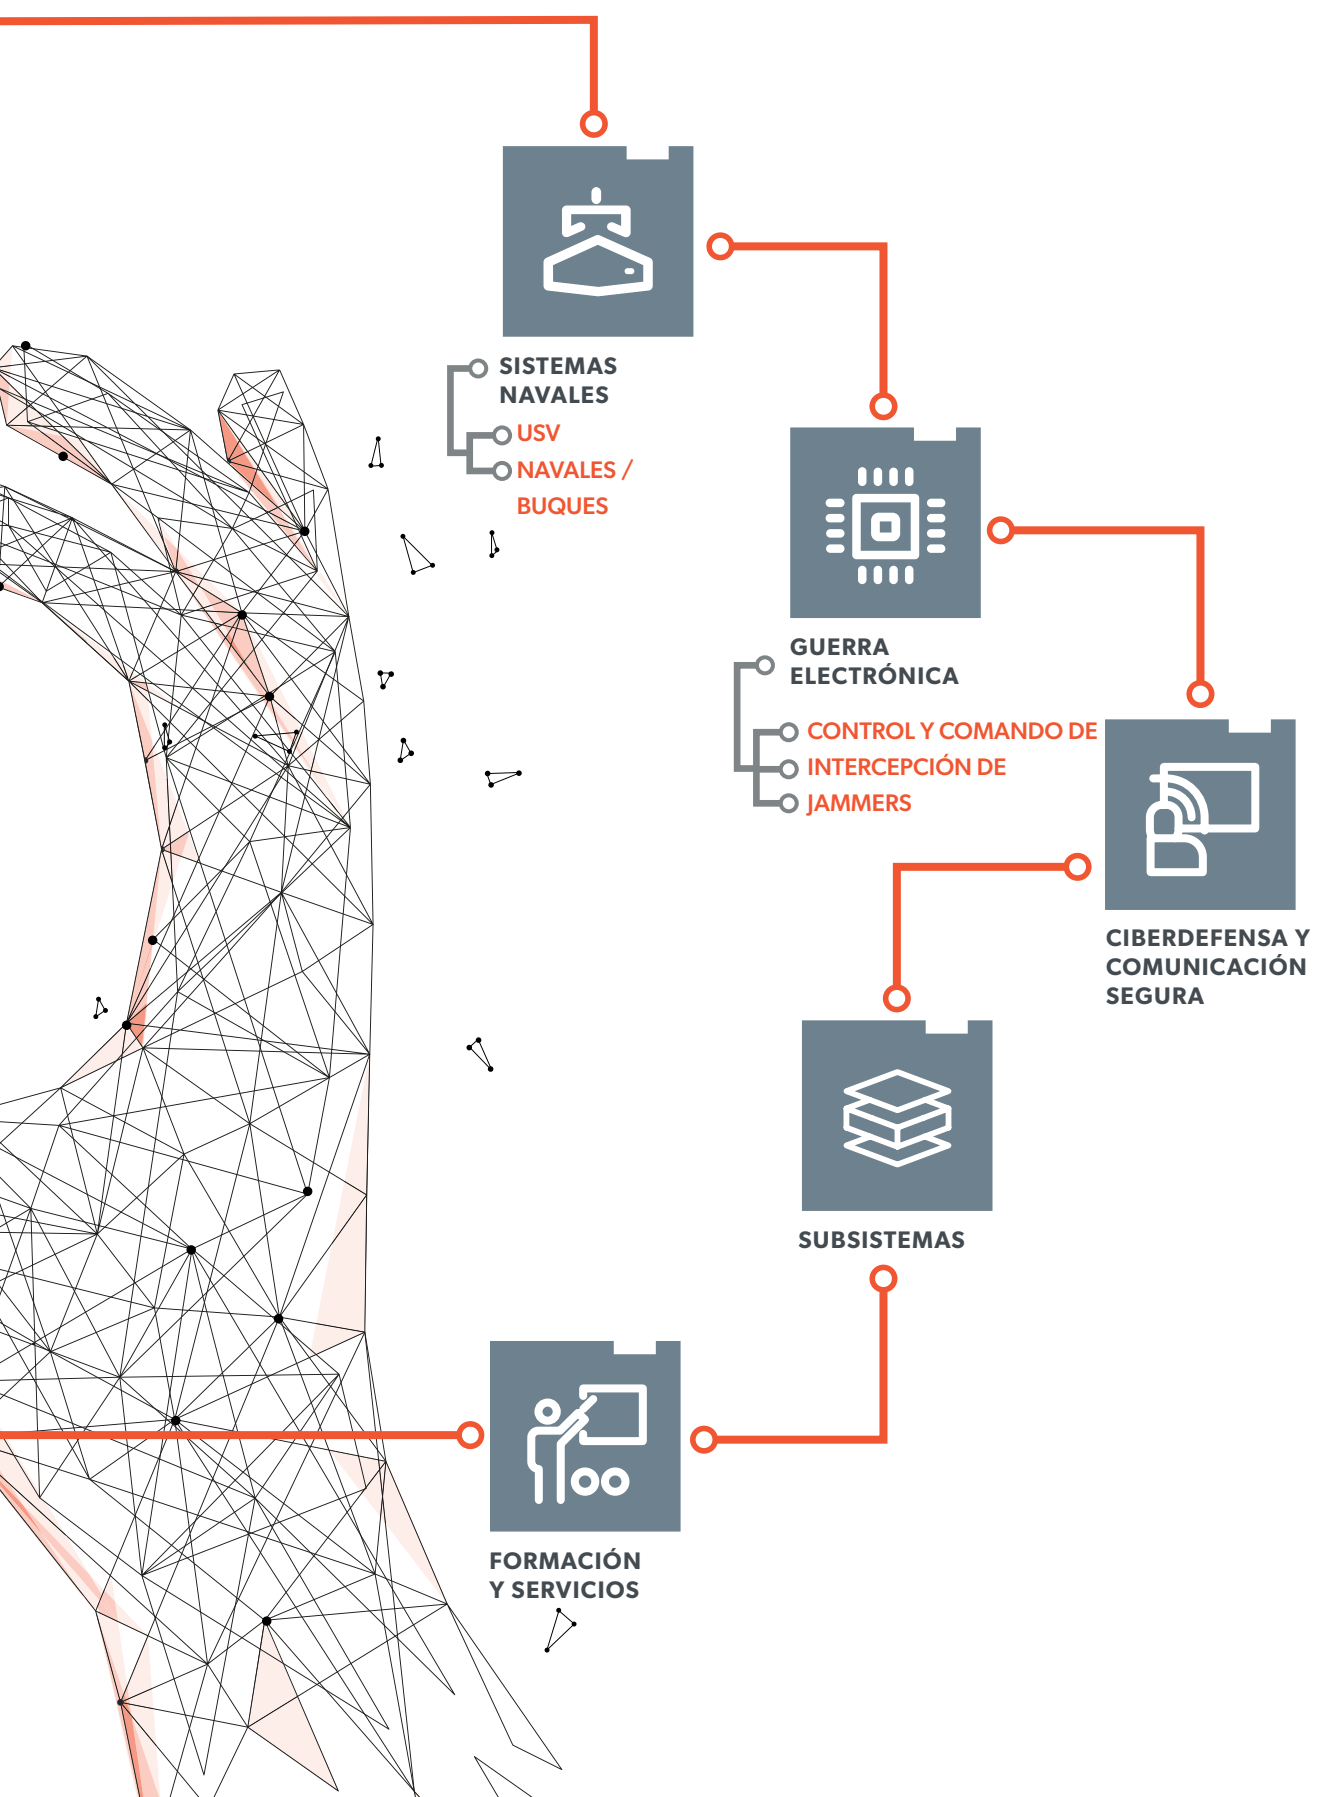 SISTEMAS
NAVALES
USV
NAVALES /
BUQUES
GUERRA
ELECTRÓNICA
CONTROL Y COMANDO DE
INTERCEPCIÓN DE
JAMMERS
CIBERDEFENSA Y
COMUNICACIÓN
SEGURA
SUBSISTEMAS
FORMACIÓN
Y SERVICIOS